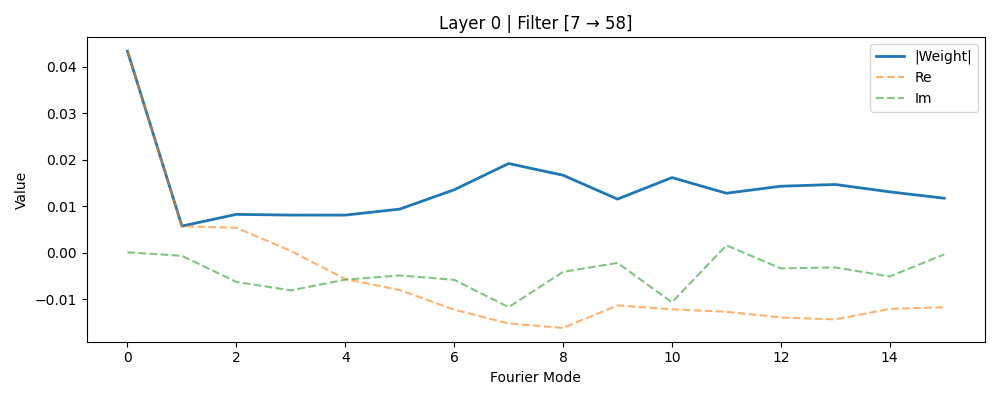 Layer 0 | Filter [7 → 58]
|Weight|
Re
Im
0.04
0.03
0.02
0.01
0.00
−0.01
Value
0 2 4 6 8 10 12 14
Fourier Mode